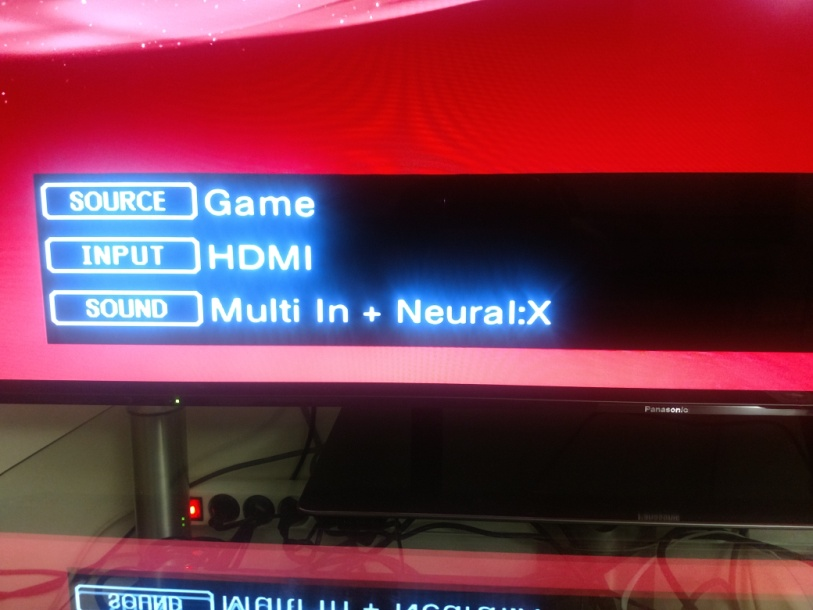 SOURCE Game
INPUT HDMI
SOUND Multi In + Neural:X
Panasonic